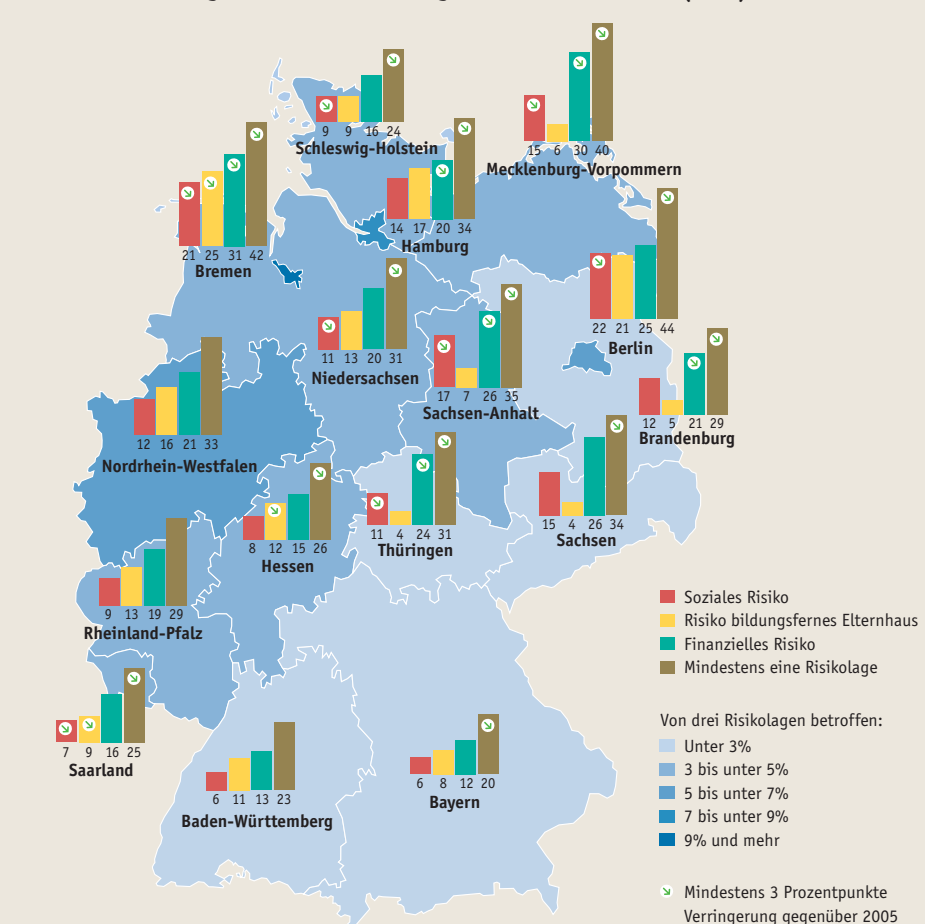 9 9 16 24
Schleswig-Holstein
15 6 30 40
Mecklenburg-Vorpommern
14 17 20 34
Hamburg
21 25 31 42
Bremen
22 21 25 44
Berlin
11 13 20 31
Niedersachsen
17 7 26 35
Sachsen-Anhalt
12 5 21 29
Brandenburg
12 16 21 33
Nordrhein-Westfalen
8 12 15 26
Hessen
11 4 24 31
Thüringen
15 4 26 34
Sachsen
9 13 19 29
Rheinland-Pfalz
7 9 16 25
Saarland
6 11 13 23
Baden-Württemberg
6 8 12 20
Bayern
Soziales Risiko
Risiko bildungsfernes Elternhaus
Finanzielles Risiko
Mindestens eine Risikolage
Von drei Risikolagen betroffen:
Unter 3%
3 bis unter 5%
5 bis unter 7%
7 bis unter 9%
9% und mehr
Mindestens 3 Prozentpunkte
Verringerung gegenüber 2005